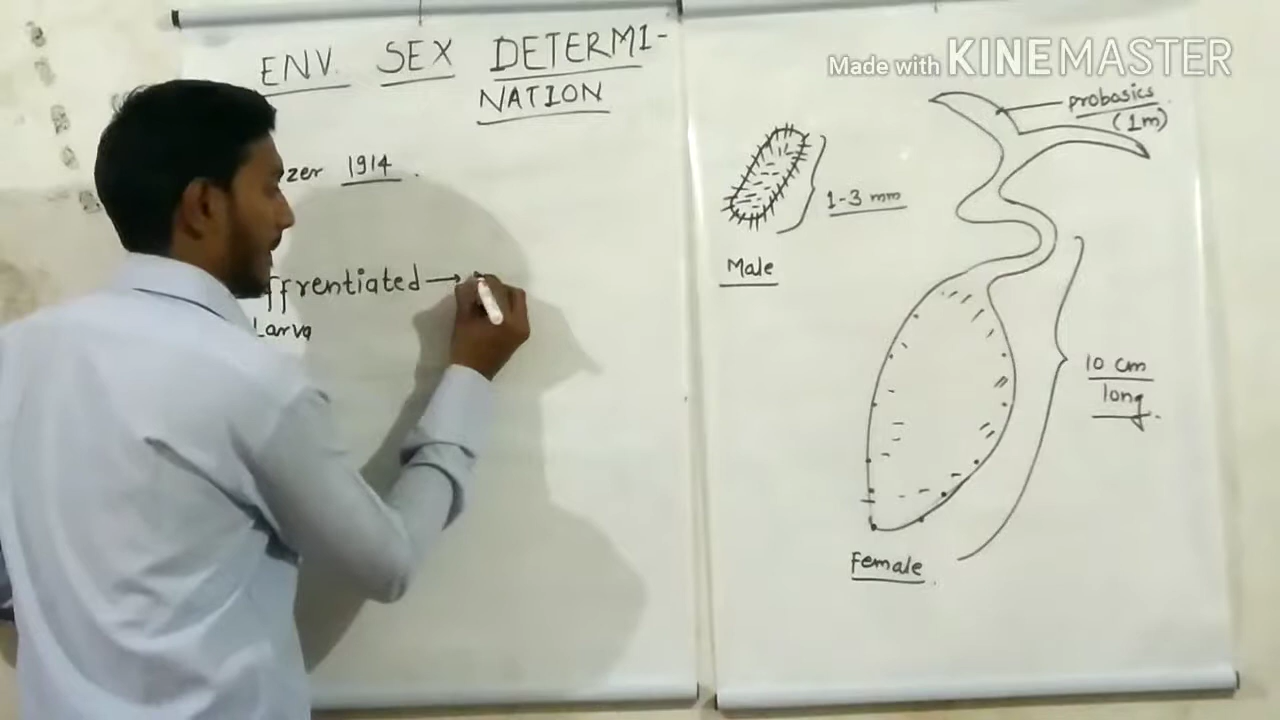 ENV. SEX DETERMI-
NATION
zer 1914.
ffrentiated →
Larva
Made with KINEMASTER
probosics
(1m)
1-3 mm
Male
10 cm
long.
Female.